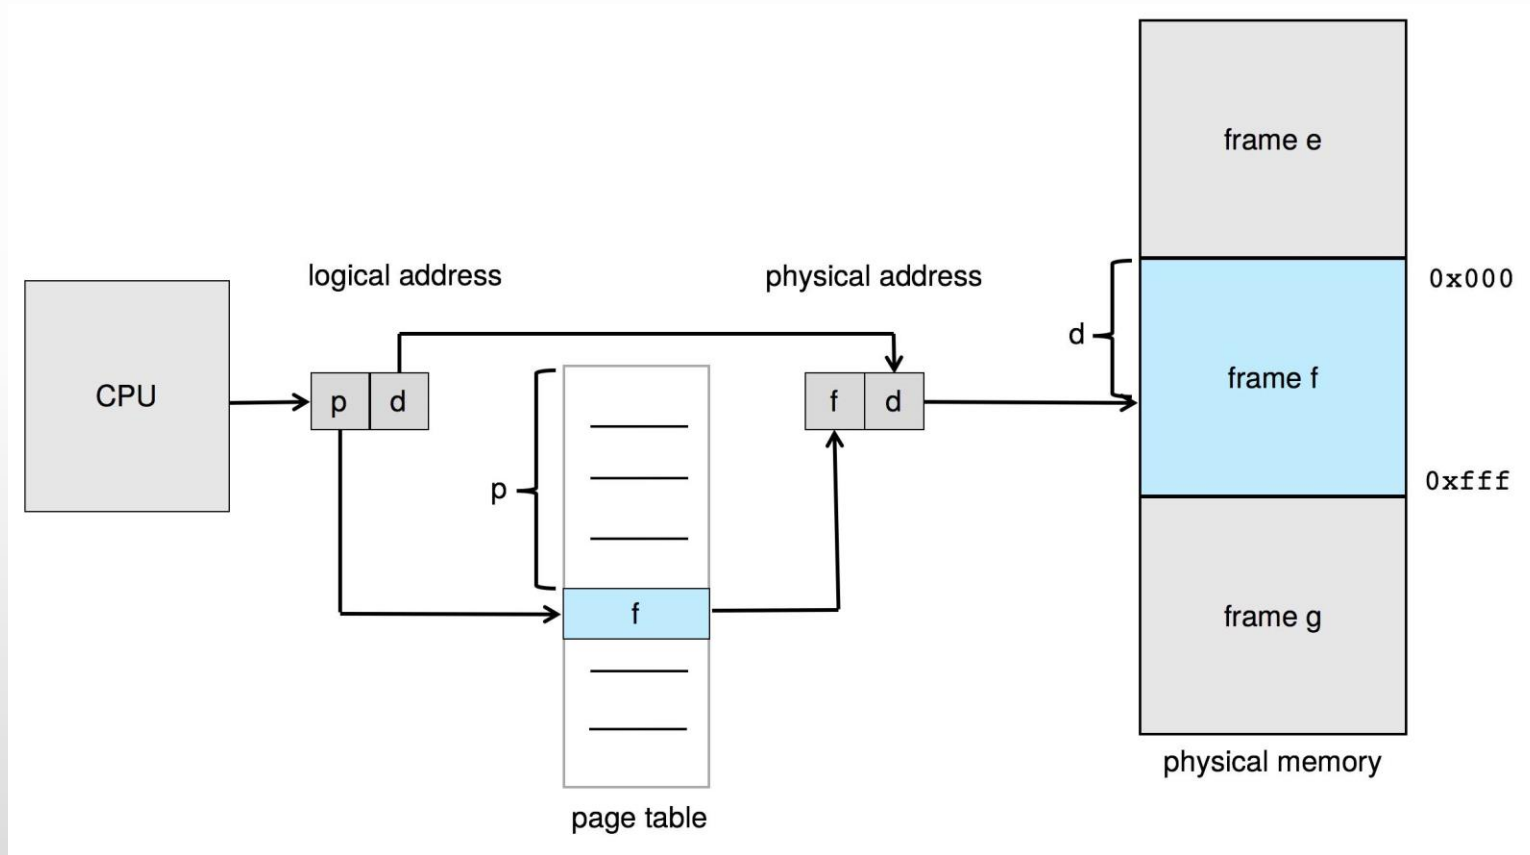 frame e
logical address
physical address
0x000
d
frame f
CPU
p d
f d
0xfff
p
f
frame g
physical memory
page table